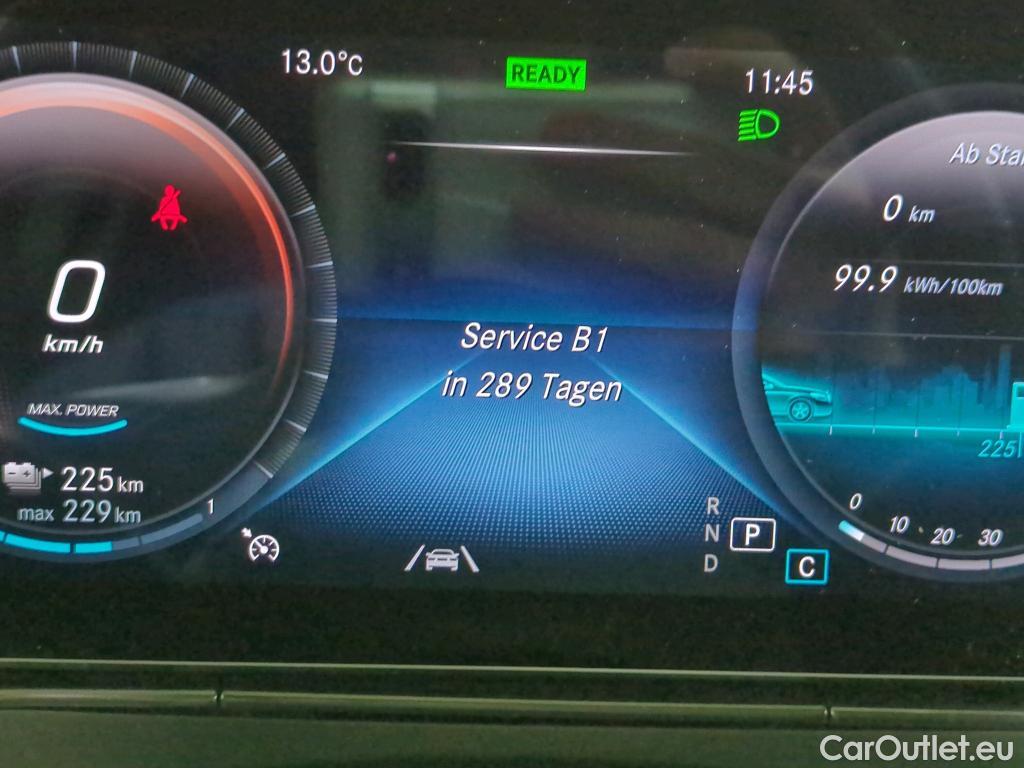 13.0°C
READY
11:45
Ab
0 km
99.9 kWh/100km
0
km/h
Service B1
in 289 Tagen
MAX. POWER
225 km
max 229 km
1
225
0 10 20 30
R
N P
D C
CarOutlet.eu